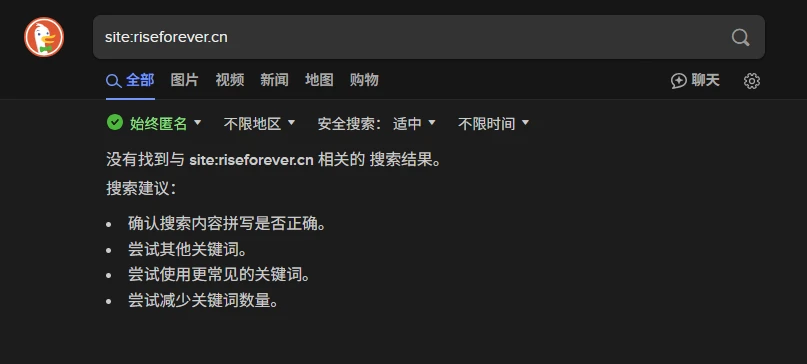 site:riseforever.cn
全部 图片 视频 新闻 地图 购物 聊天
始终匿名 不限地区 安全搜索： 适中 不限时间
没有找到与 site:riseforever.cn 相关的 搜索结果。
搜索建议：
• 确认搜索内容拼写是否正确。
• 尝试其他关键词。
• 尝试使用更常见的关键词。
• 尝试减少关键词数量。